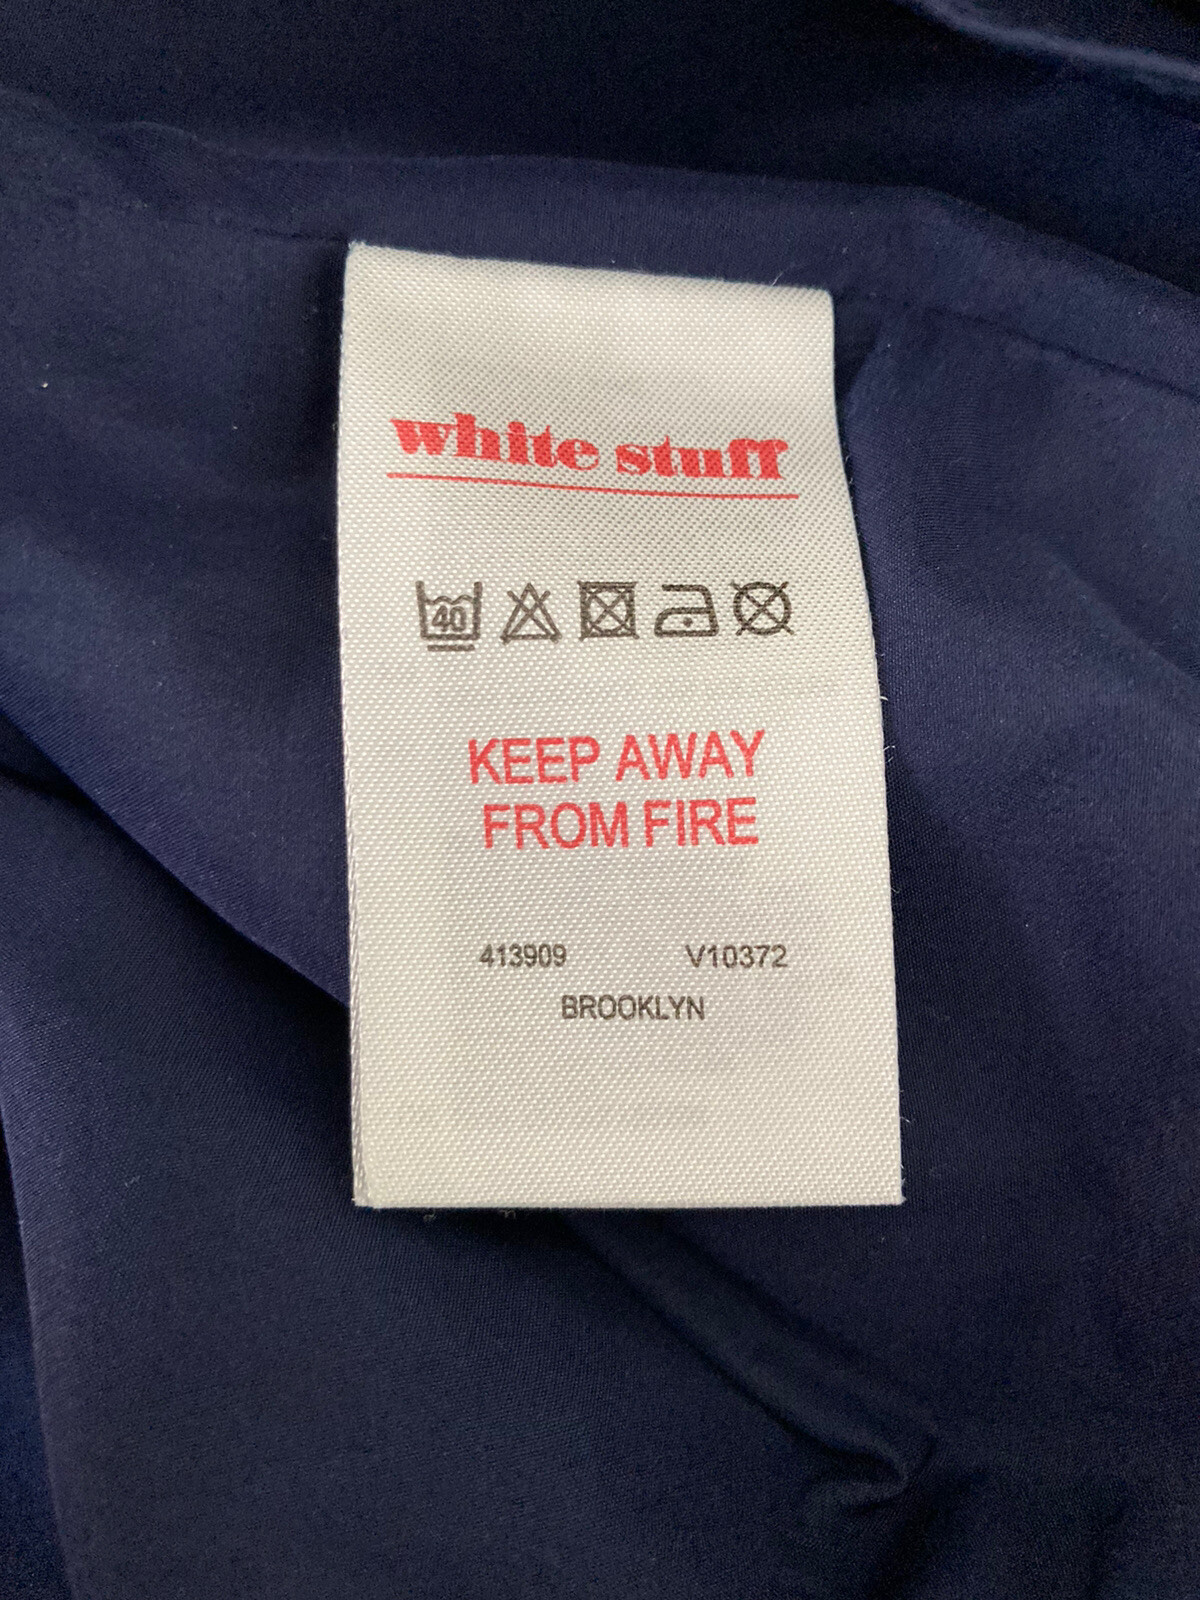 white stuff
40
KEEP AWAY
FROM FIRE
413909 V10372
BROOKLYN